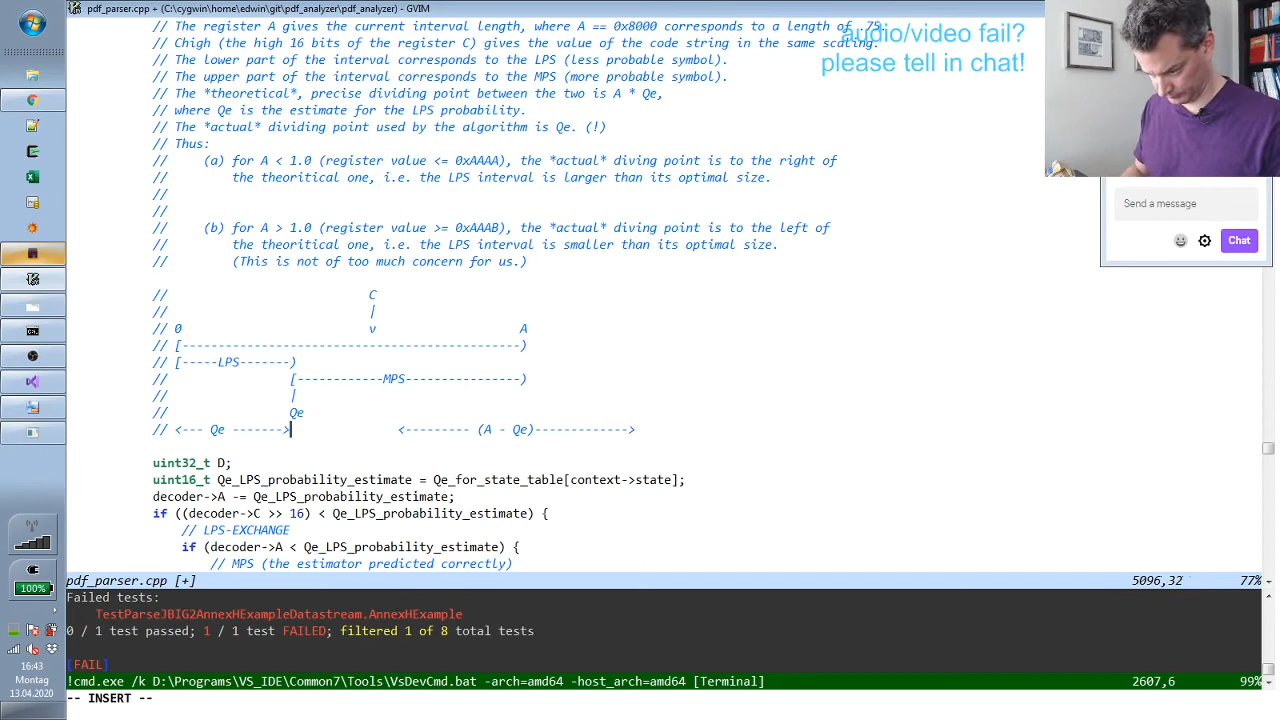 pdf_parser.cpp + (C:\cygwin\home\edwin\git\pdf_analyzer\pdf_analyzer) - GVIM
// The register A gives the current interval length, where A == 0x8000 corresponds to a length of .75
// Chigh (the high 16 bits of the register C) gives the value of the code string in the same scaling.
// The lower part of the interval corresponds to the LPS (less probable symbol).
// The upper part of the interval corresponds to the MPS (more probable symbol).
// The *theoretical*, precise dividing point between the two is A * Qe,
// where Qe is the estimate for the LPS probability.
// The *actual* dividing point used by the algorithm is Qe. (!)
// Thus:
//     (a) for A < 1.0 (register value <= 0xAAAA), the *actual* diving point is to the right of
//         the theoritical one, i.e. the LPS interval is larger than its optimal size.
//
//
//     (b) for A > 1.0 (register value >= 0xAAAB), the *actual* diving point is to the left of
//         the theoritical one, i.e. the LPS interval is smaller than its optimal size.
//         (This is not of too much concern for us.)
//                            C
//                            |
// 0                          v                    A
// [-----------------------------------------------)
// [-----LPS-------)
//                 [------------MPS----------------)
//                 |
//                 Qe
// <--- Qe ------->               <--------- (A - Qe)------------->
uint32_t D;
uint16_t Qe_LPS_probability_estimate = Qe_for_state_table[context->state];
decoder->A -= Qe_LPS_probability_estimate;
if ((decoder->C >> 16) < Qe_LPS_probability_estimate) {
// LPS-EXCHANGE
if (decoder->A < Qe_LPS_probability_estimate) {
// MPS (the estimator predicted correctly)
pdf_parser.cpp [+] 5096,32 77%
Failed tests:
TestParseJBIG2AnnexHExampleDatastream.AnnexHExample
0 / 1 test passed; 1 / 1 test FAILED; filtered 1 of 8 total tests
[FAIL]
!cmd.exe /k D:\Programs\VS_IDE\Common7\Tools\VsDevCmd.bat -arch=amd64 -host_arch=amd64 [Terminal] 2607,6 99%
-- INSERT --
audio/video fail?
please tell in chat!
Send a message
Chat
100%
16:43
Montag
13.04.2020